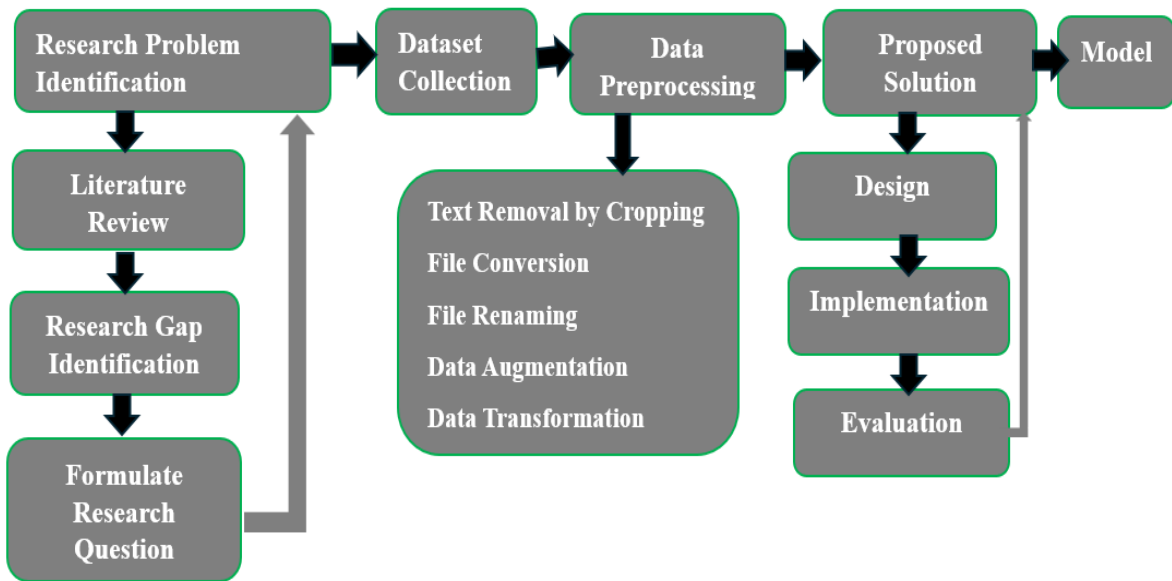 Research Problem
Identification
Dataset
Collection
Data
Preprocessing
Proposed
Solution
Model
Literature
Review
Research Gap
Identification
Formulate
Research
Question
Text Removal by Cropping
File Conversion
File Renaming
Data Augmentation
Data Transformation
Design
Implementation
Evaluation